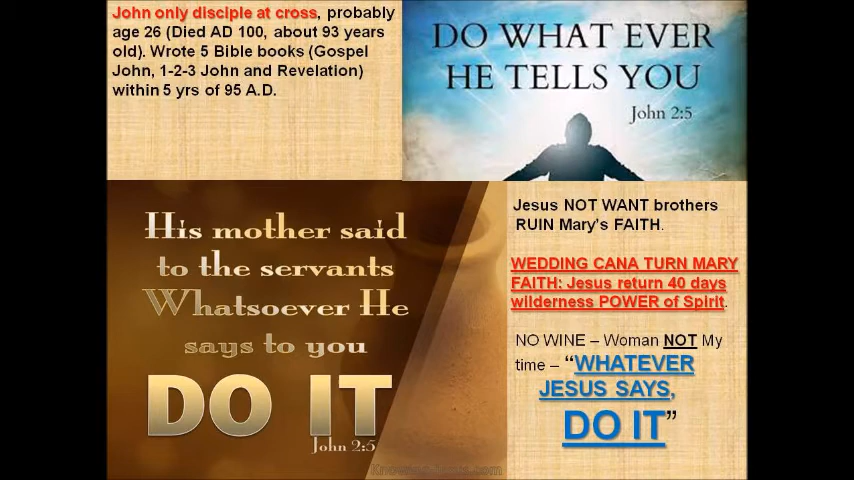 John only disciple at cross, probably
age 26 (Died AD 100, about 93 years
old). Wrote 5 Bible books (Gospel
John, 1-2-3 John and Revelation)
within 5 yrs of 95 A.D.
DO WHAT EVER
HE TELLS YOU
John 2:5
His mother said
to the servants
Whatsoever He
says to you
DO IT
John 2:5
Jesus NOT WANT brothers
RUIN Mary's FAITH.
WEDDING CANA TURN MARY
FAITH: Jesus return 40 days
wilderness POWER of Spirit.
NO WINE – Woman NOT My
time – “WHATEVER
JESUS SAYS,
DO IT”